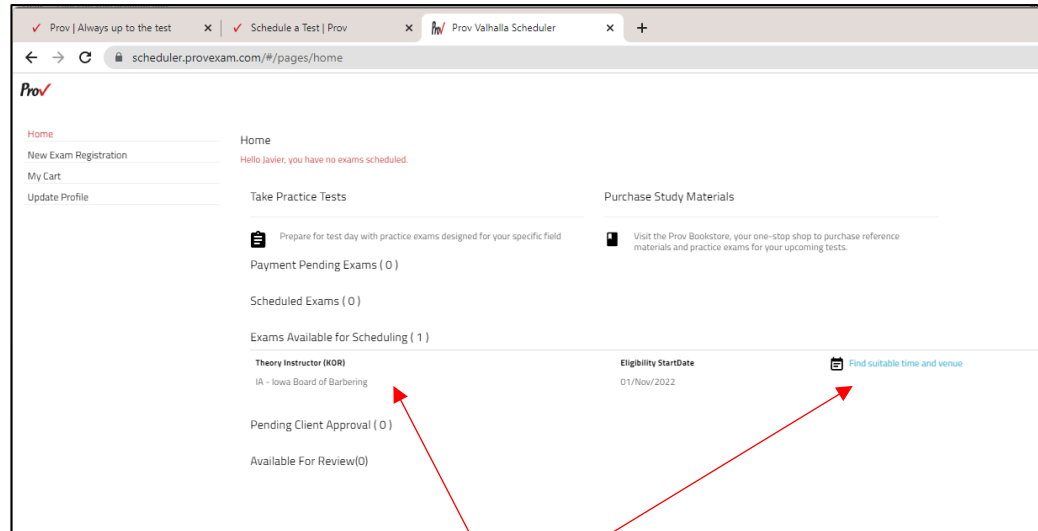 Prov | Always up to the test
Schedule a Test | Prov
Prov Valhalla Scheduler
scheduler.provexam.com/#/pages/home
Prov
Home
New Exam Registration
My Cart
Update Profile
Home
Hello Javier, you have no exams scheduled.
Take Practice Tests
Prepare for test day with practice exams designed for your specific field
Purchase Study Materials
Visit the Prov Bookstore, your one-stop shop to purchase reference
materials and practice exams for your upcoming tests.
Payment Pending Exams ( 0 )
Scheduled Exams ( 0 )
Exams Available for Scheduling ( 1 )
Theory Instructor (KOR)
IA - Iowa Board of Barbering
Eligibility StartDate
01/Nov/2022
Find suitable time and venue
Pending Client Approval ( 0 )
Available For Review(0)